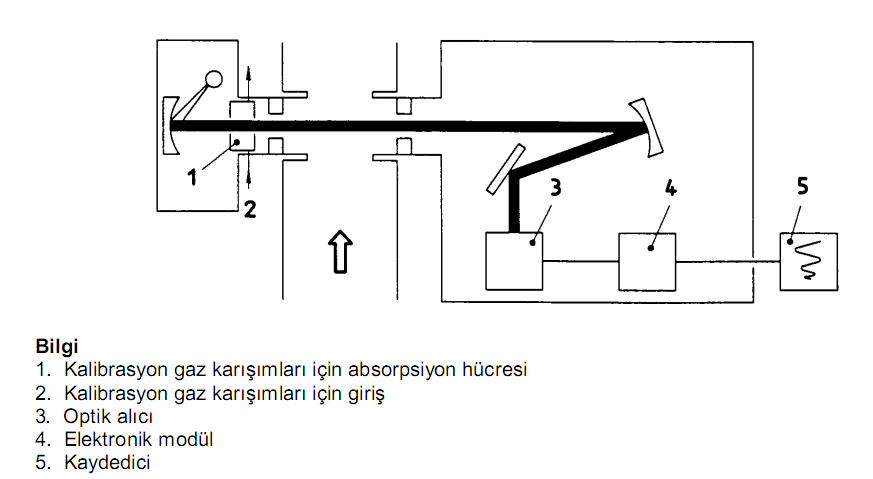 1
2
3
4
5
Bilgi
1. Kalibrasyon gaz karışımları için absorpsiyon hücresi
2. Kalibrasyon gaz karışımları için giriş
3. Optik alıcı
4. Elektronik modül
5. Kaydedici